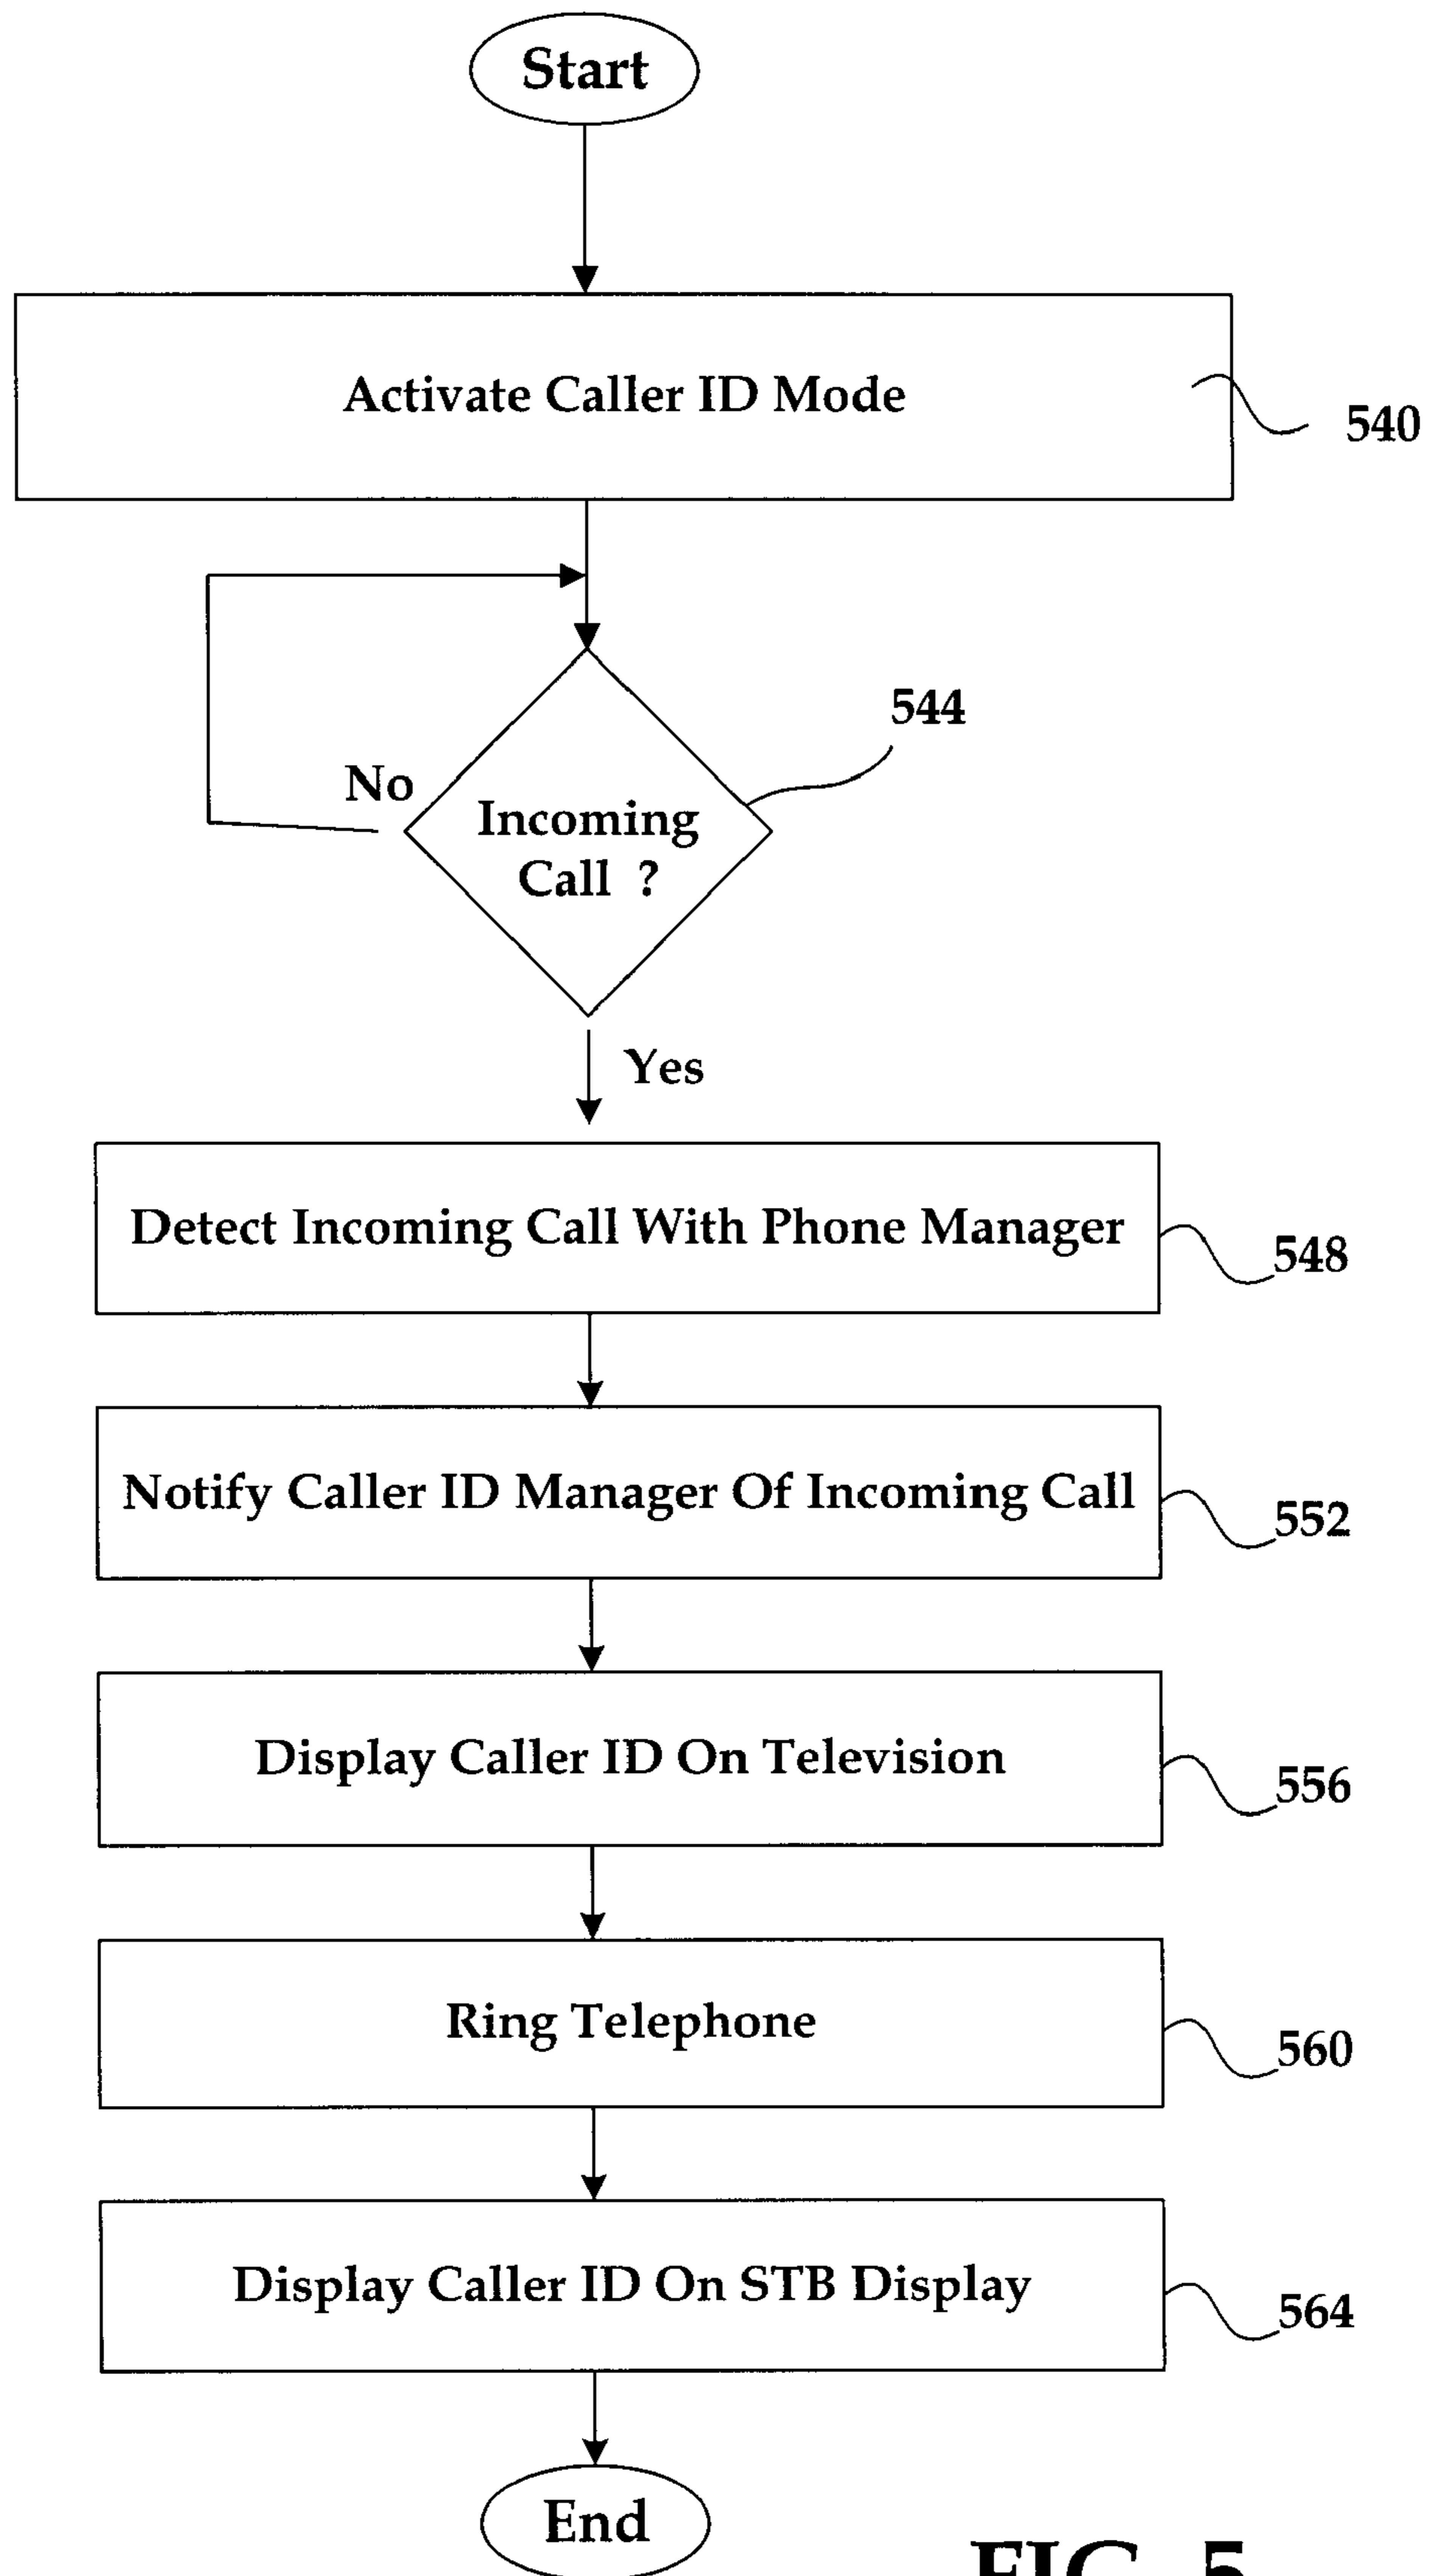 Start
Activate Caller ID Mode
540
544
No
Incoming
Call ?
Yes
Detect Incoming Call With Phone Manager
548
Notify Caller ID Manager Of Incoming Call
552
Display Caller ID On Television
556
Ring Telephone
560
Display Caller ID On STB Display
564
End
FIG. 5